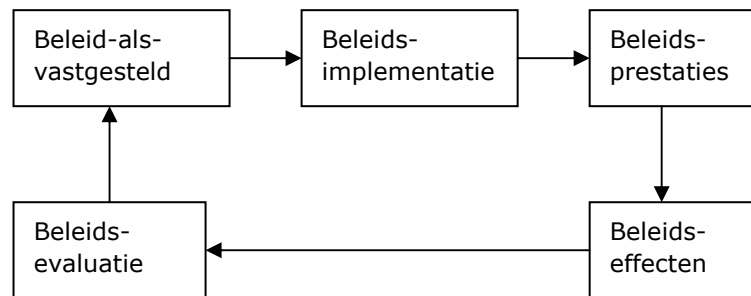 Beleid-als-
vastgesteld
Beleids-
implementatie
Beleids-
prestaties
Beleids-
evaluatie
Beleids-
effecten